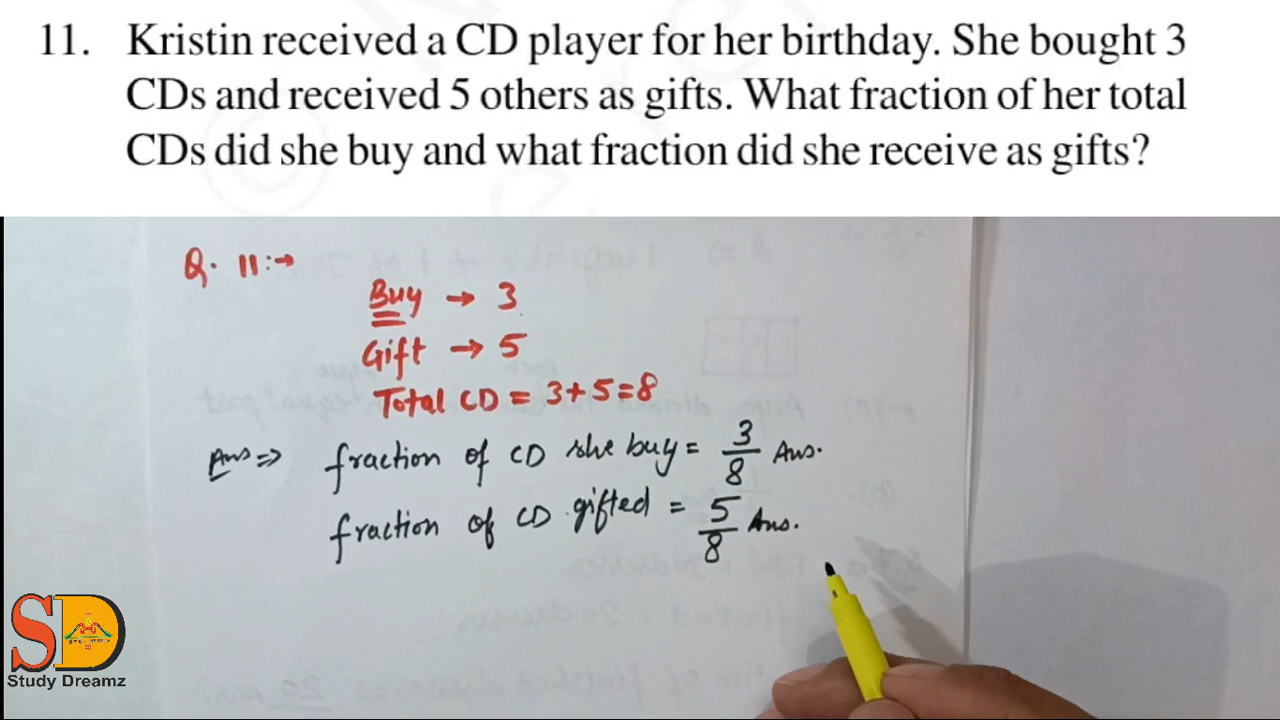 11. Kristin received a CD player for her birthday. She bought 3
CDs and received 5 others as gifts. What fraction of her total
CDs did she buy and what fraction did she receive as gifts?
Q. 11:→
Buy → 3
Gift → 5
Total CD = 3+5=8
Ans ⇒ fraction of CD she buy = 3/8 Ans.
fraction of CD gifted = 5/8 Ans.
SD
Study Dreamz